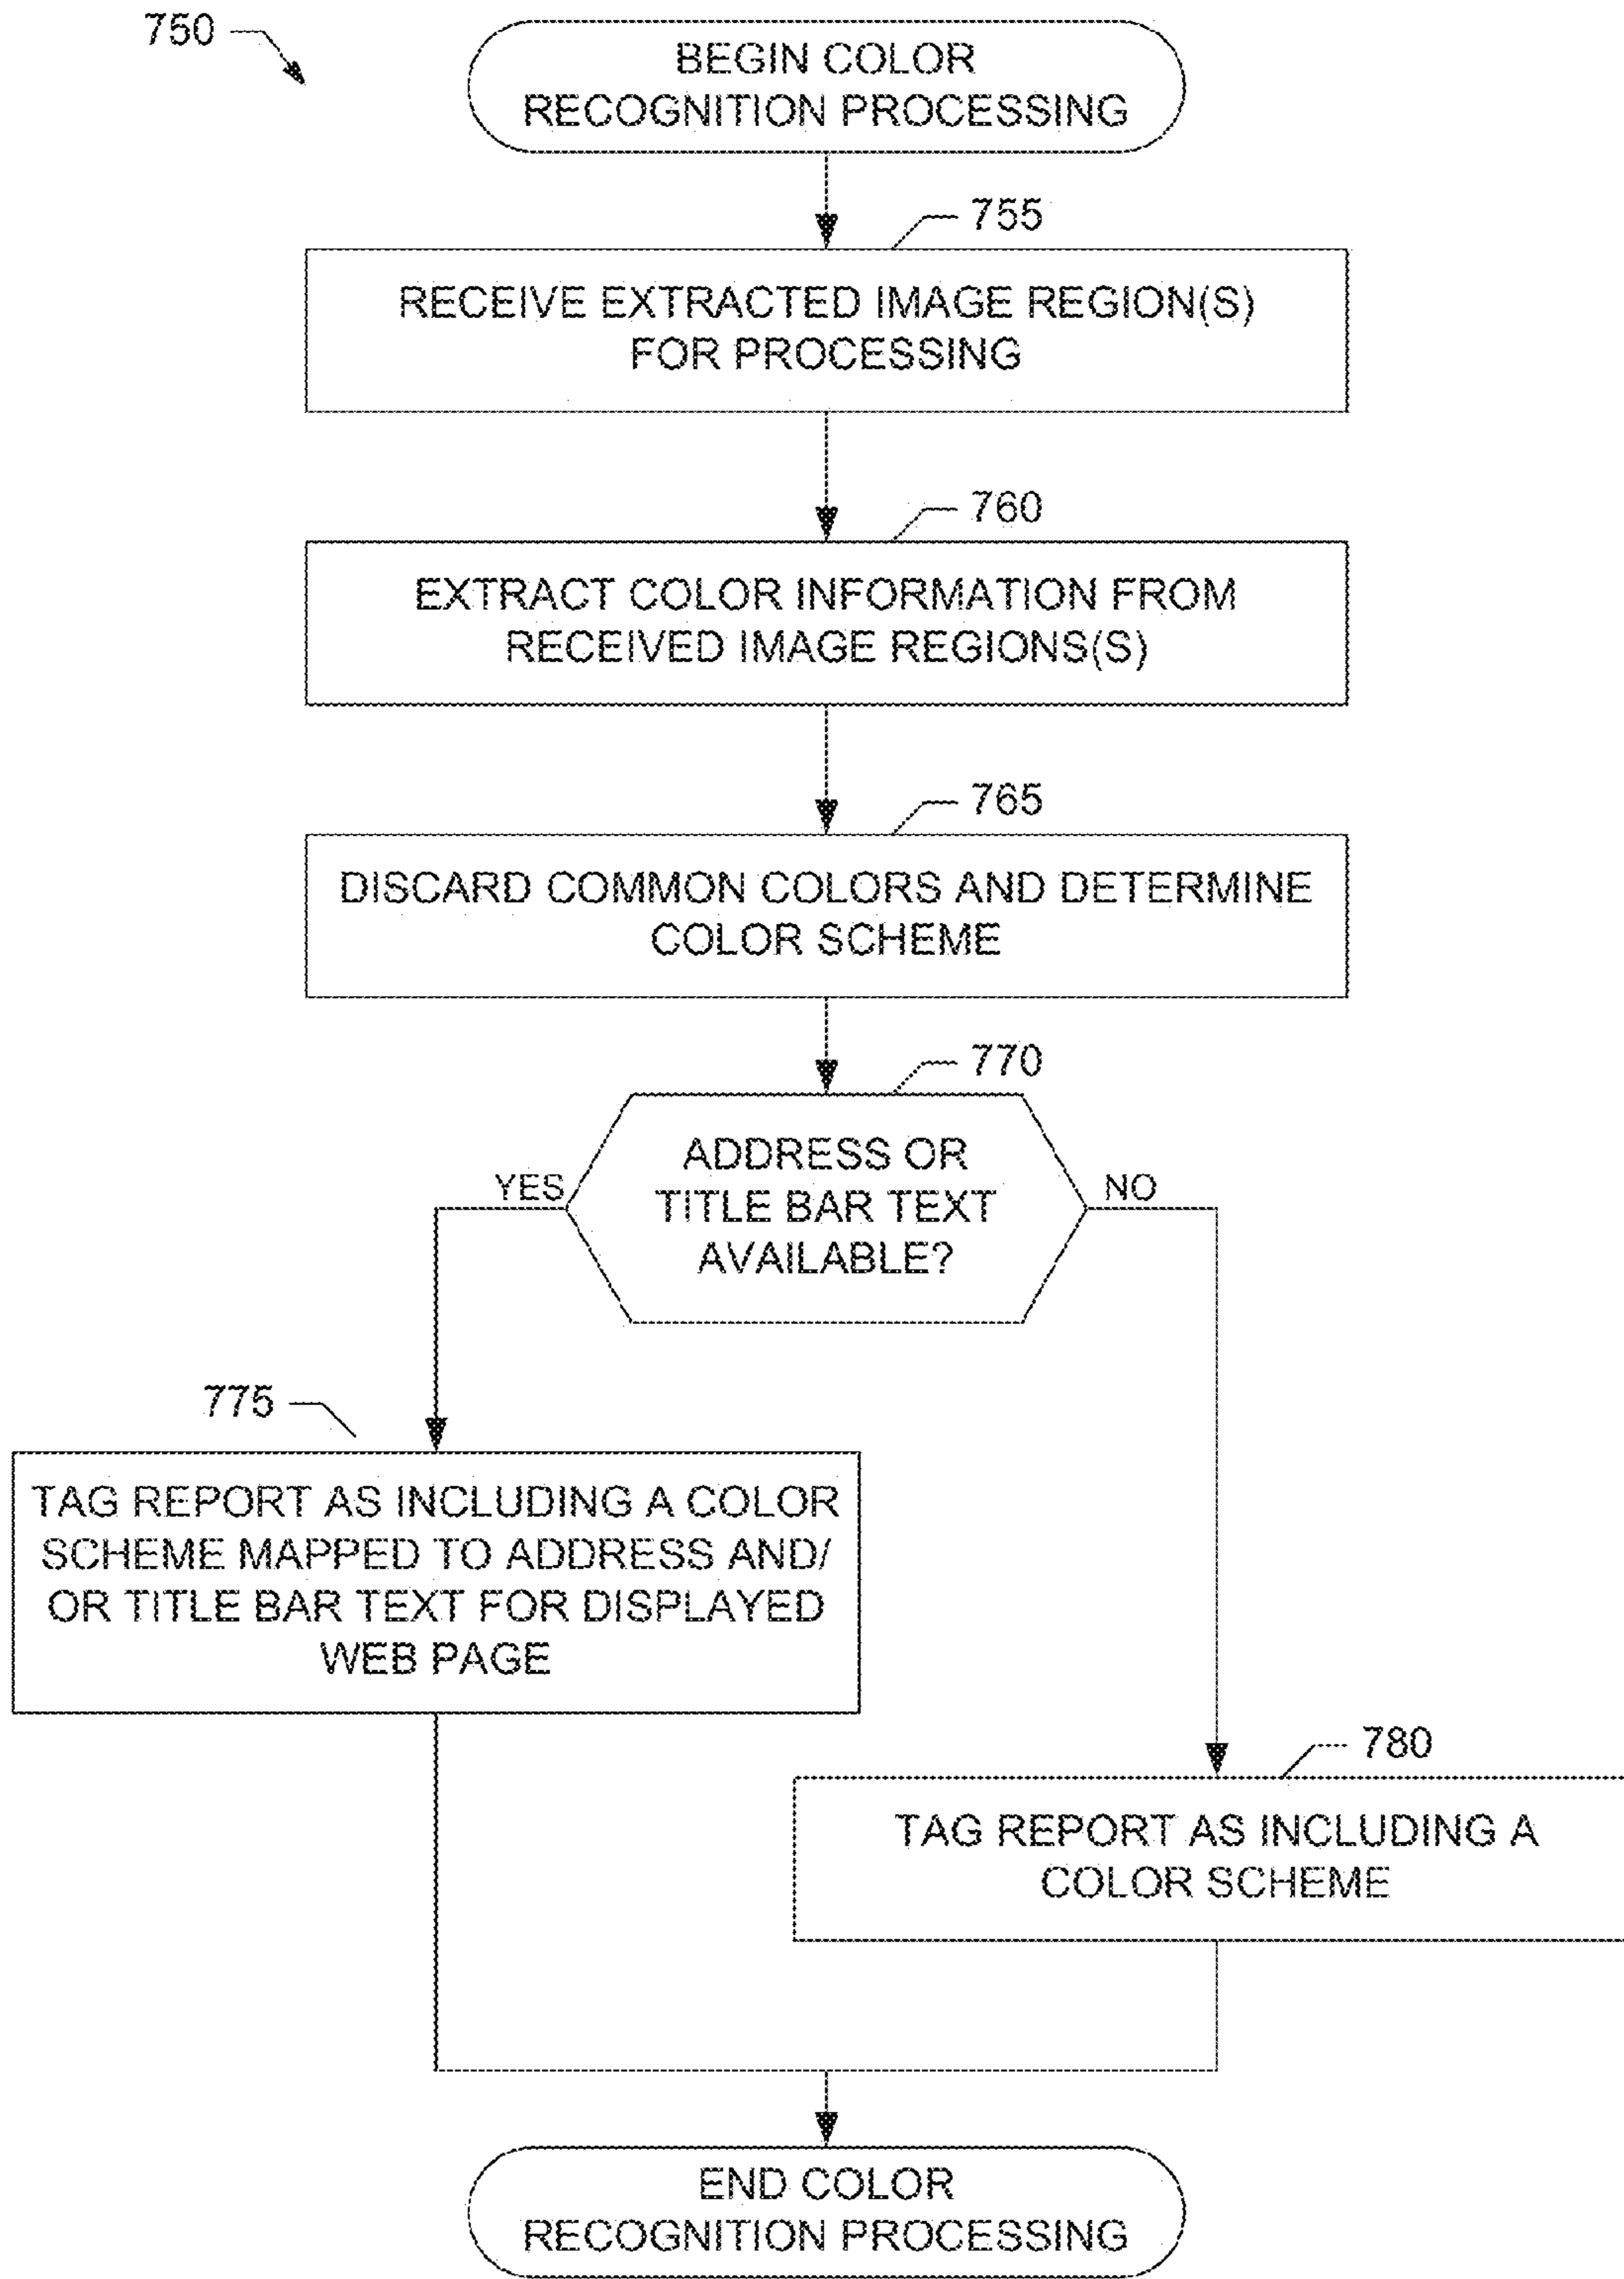 750
BEGIN COLOR
RECOGNITION PROCESSING
755
RECEIVE EXTRACTED IMAGE REGION(S)
FOR PROCESSING
760
EXTRACT COLOR INFORMATION FROM
RECEIVED IMAGE REGIONS(S)
765
DISCARD COMMON COLORS AND DETERMINE
COLOR SCHEME
770
ADDRESS OR
TITLE BAR TEXT
AVAILABLE?
YES
NO
775
TAG REPORT AS INCLUDING A COLOR
SCHEME MAPPED TO ADDRESS AND/
OR TITLE BAR TEXT FOR DISPLAYED
WEB PAGE
780
TAG REPORT AS INCLUDING A
COLOR SCHEME
END COLOR
RECOGNITION PROCESSING